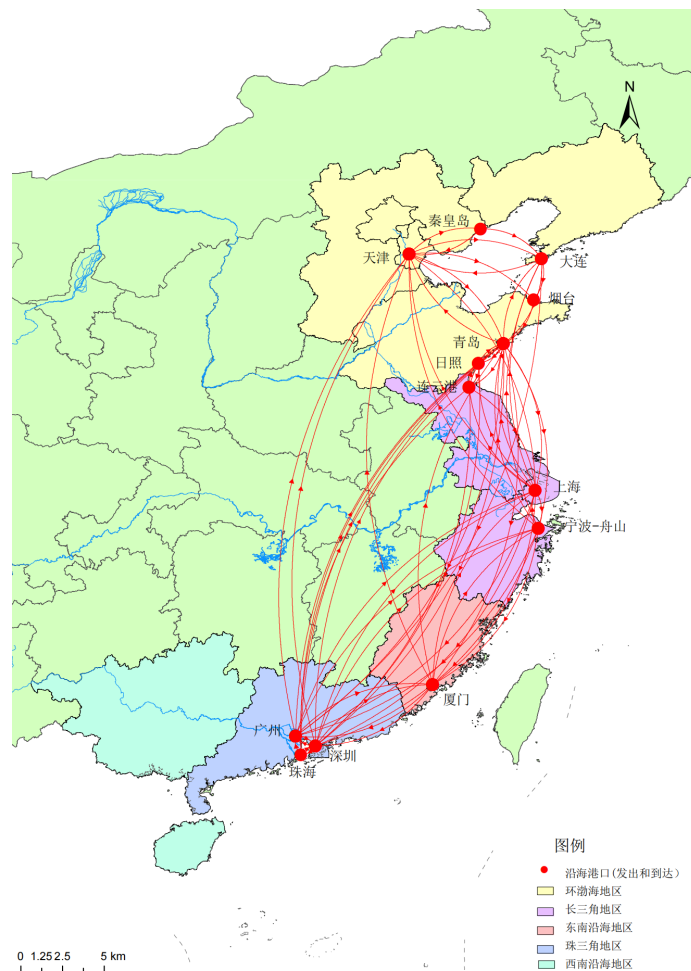 N
秦皇岛
天津
大连
烟台
青岛
日照
连云港
上海
宁波-舟山
厦门
广州
深圳
珠海
图例
沿海港口(发出和到达)
环渤海地区
长三角地区
东南沿海地区
珠三角地区
西南沿海地区
0 1.25 2.5 5 km